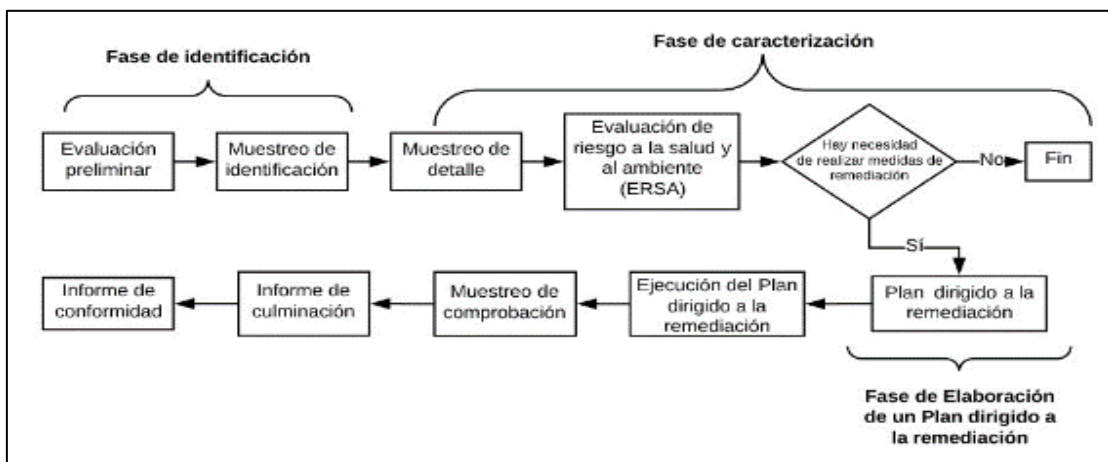 Fase de identificación
Fase de caracterización
Evaluación
preliminar
Muestreo de
identificación
Muestreo de
detalle
Evaluación de
riesgo a la salud y
al ambiente
(ERSA)
Hay necesidad
de realizar medidas de
remediación
No
Fin
Sí
Informe de
conformidad
Informe de
culminación
Muestreo de
comprobación
Ejecución del Plan
dirigido a la
remediación
Plan dirigido a la
remediación
Fase de Elaboración
de un Plan dirigido a
la remediación